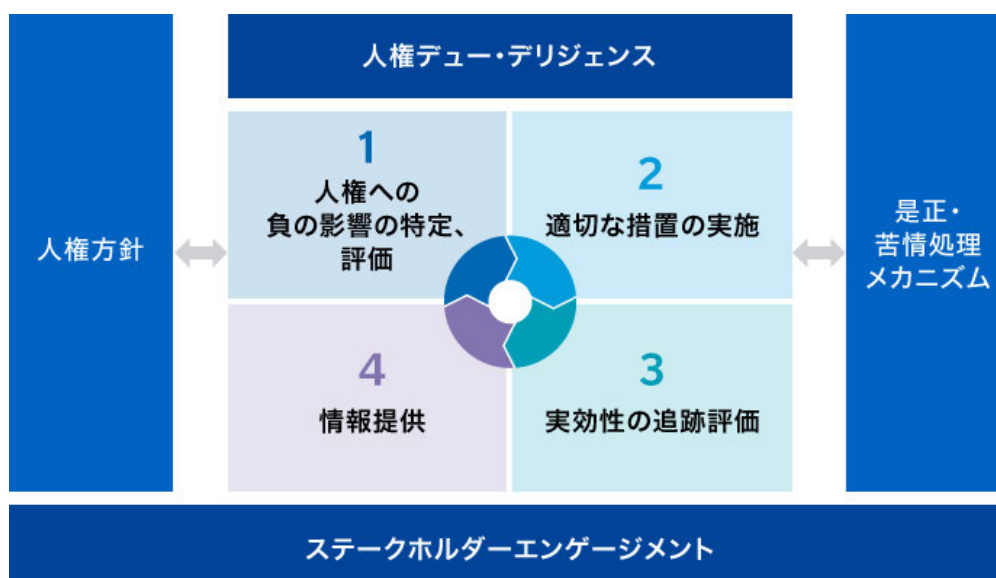 人権デュー・デリジェンス
人権方針
1
人権への
負の影響の特定、
評価
2
適切な措置の実施
4
情報提供
3
実効性の追跡評価
是正・
苦情処理
メカニズム
ステークホルダーエンゲージメント